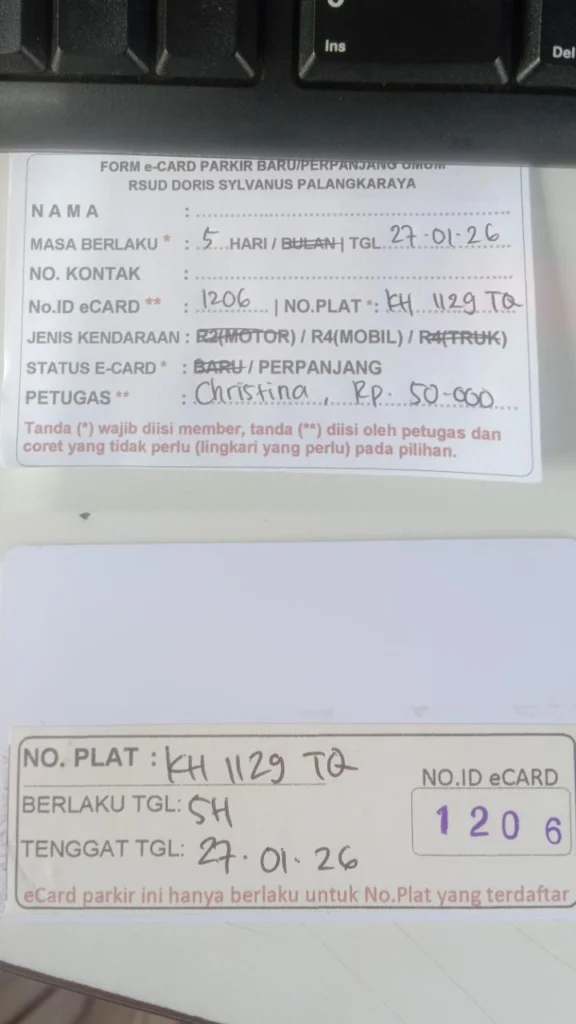 Ins
Del
FORM e-CARD PARKIR BARU/PERPANJANG UMUM
RSUD DORIS SYLVANUS PALANGKARAYA
NAMA :
MASA BERLAKU * : 5 HARI / BULAN | TGL 27.01.26
NO. KONTAK :
No.ID eCARD ** : 1206 | NO.PLAT *: KH 1129 TQ
JENIS KENDARAAN : R2(MOTOR) / R4(MOBIL) / R4(TRUK)
STATUS E-CARD * : BARU / PERPANJANG
PETUGAS ** : Christina, Rp. 50-000
Tanda (*) wajib diisi member, tanda (**) diisi oleh petugas dan
coret yang tidak perlu (lingkari yang perlu) pada pilihan.
NO. PLAT : KH 1129 TQ
NO.ID eCARD
BERLAKU TGL: 5H
1206
TENGGAT TGL: 27.01.26
eCard parkir ini hanya berlaku untuk No.Plat yang terdaftar